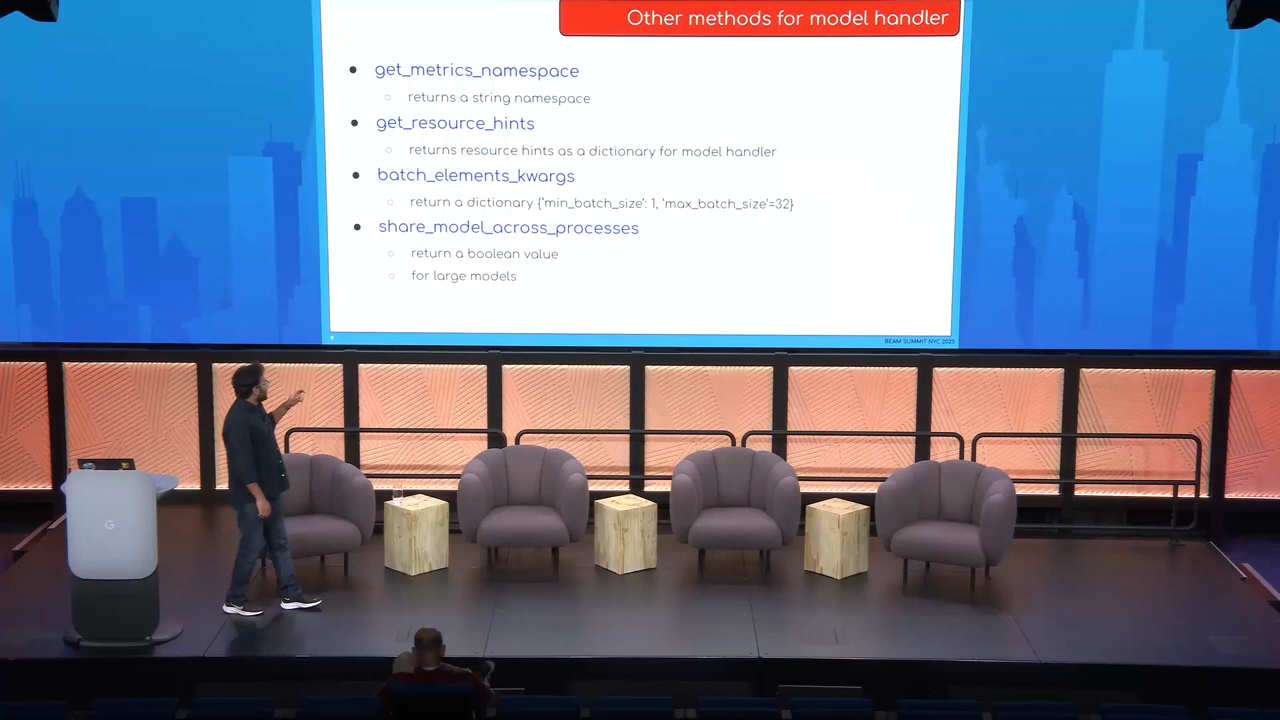 Other methods for model handler
● get_metrics_namespace
○ returns a string namespace
● get_resource_hints
○ returns resource hints as a dictionary for model handler
● batch_elements_kwargs
○ return a dictionary {'min_batch_size': 1, 'max_batch_size'=32}
● share_model_across_processes
○ return a boolean value
○ for large models
BEAM SUMMIT NYC 2023
G